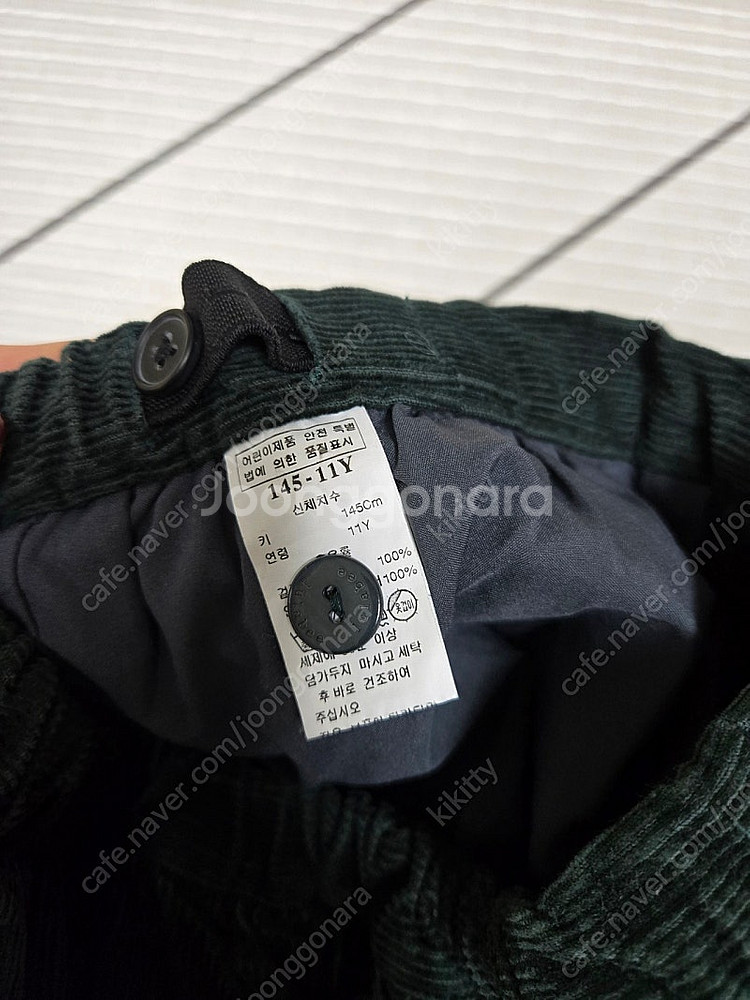 어린이제품 안전 특별
법에 의한 품질표시
145-11Y
신체치수
키 145Cm
연령 11Y
100%
100%
옷걸이
이상
담가두지 마시고 세탁
후 바로 건조하여
주십시오
Joonggonara
kikitty
cafe.naver.com/joonggonara